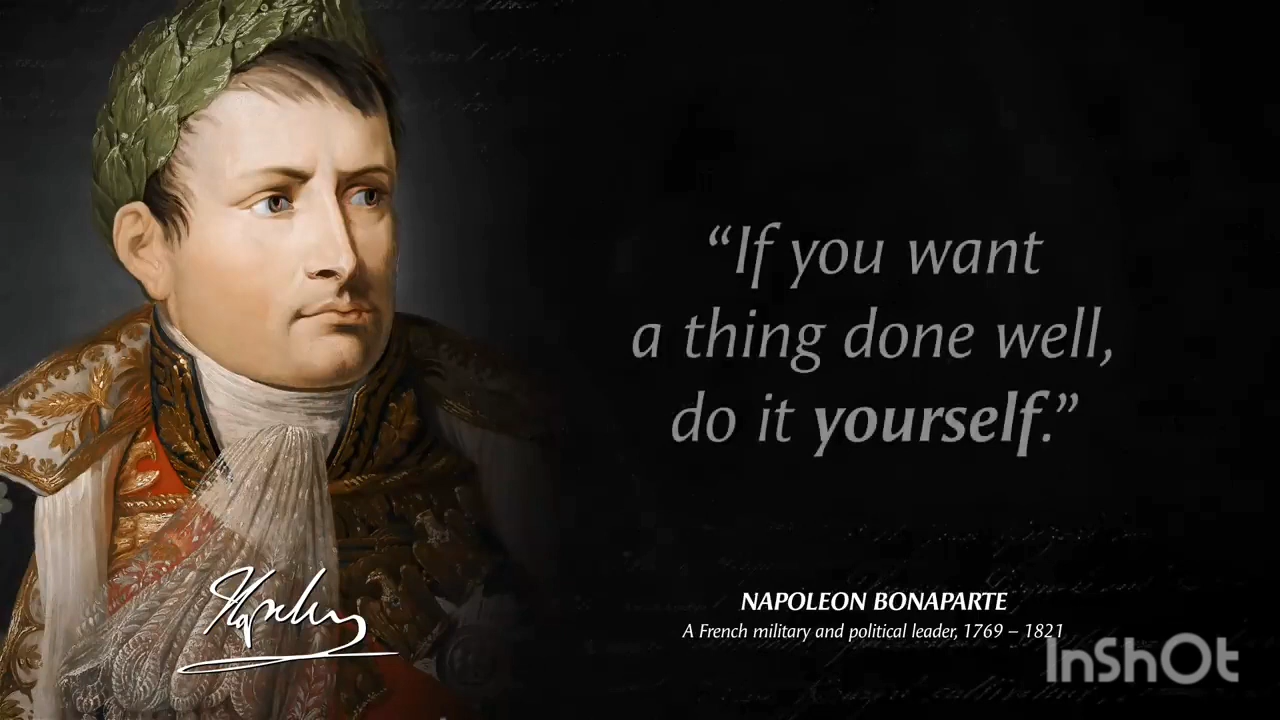 “If you want
a thing done well,
do it yourself.”
NAPOLEON BONAPARTE
A French military and political leader, 1769 – 1821
InShOt